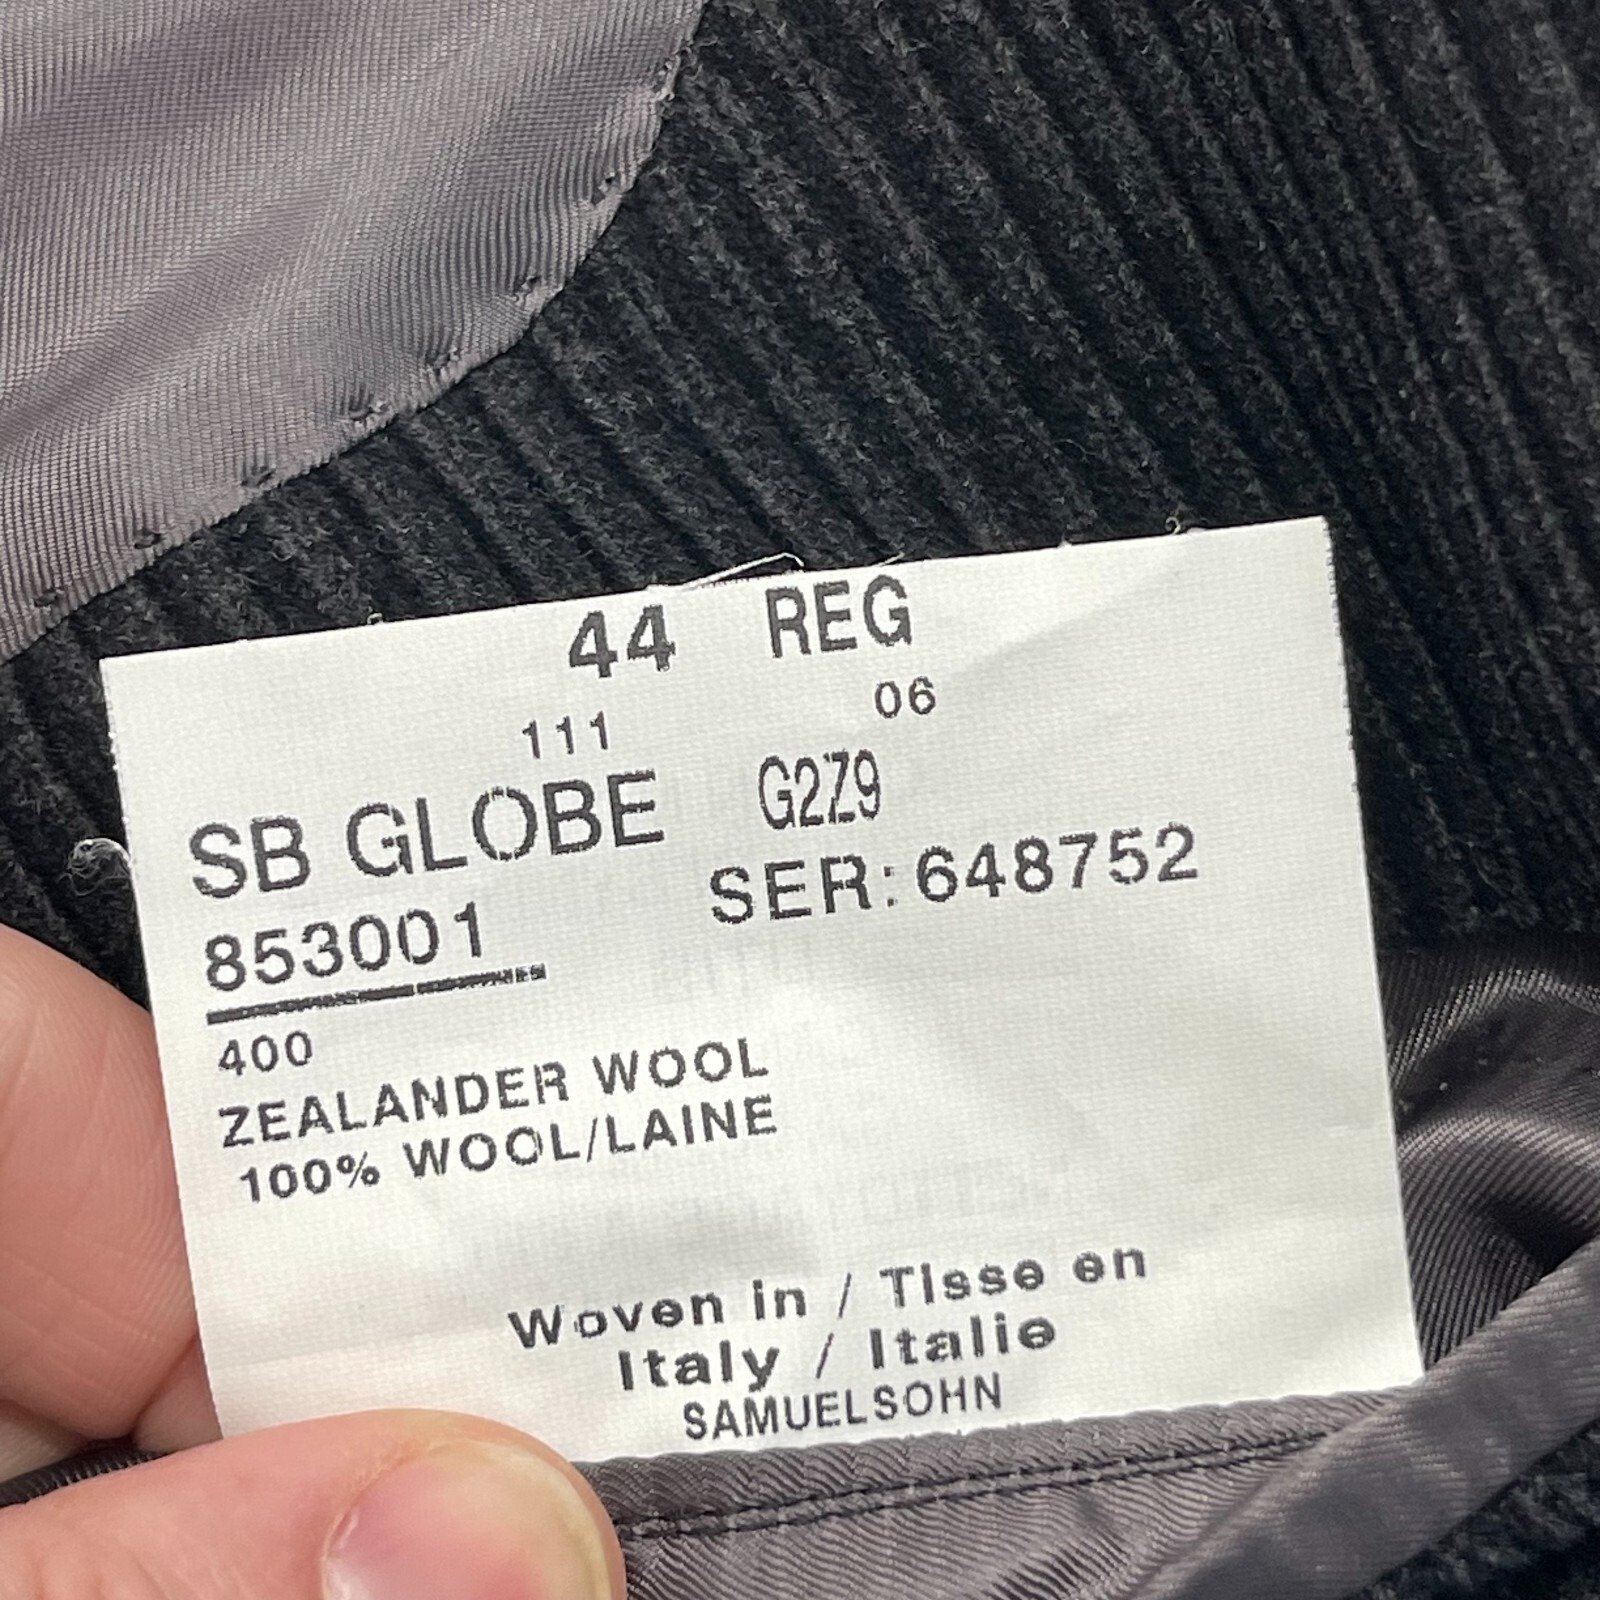 44 REG
111 06
SB GLOBE G2Z9
853001 SER: 648752
400
ZEALANDER WOOL
100% WOOL/LAINE
Woven in / Tisse en
Italy / Italie
SAMUELSOHN